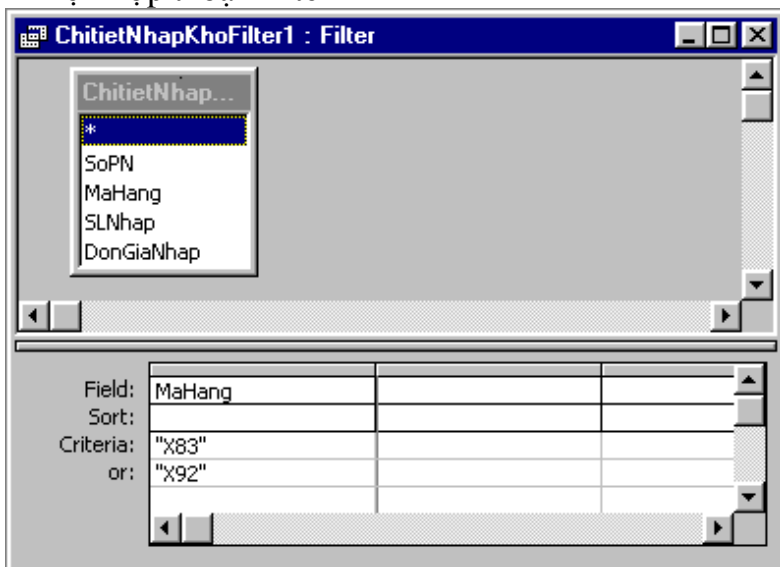 ChitietNhapKhoFilter1 : Filter
ChitietNhap...
*
SoPN
MaHang
SLNhap
DonGiaNhap
Field: MaHang
Sort:
Criteria: "X83"
or: "X92"